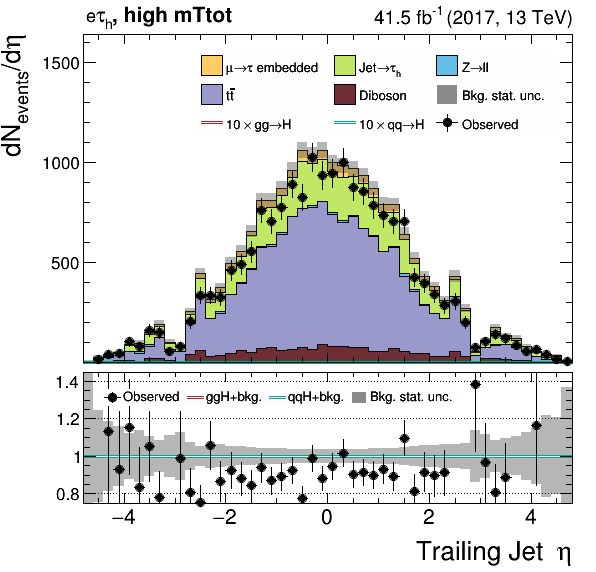 eτh, high mTtot
41.5 fb-1 (2017, 13 TeV)
dNevents/dη
μ→τ embedded
Jet→τh
Z→ll
tt̄
Diboson
Bkg. stat. unc.
10 × gg→H
10 × qq→H
Observed
1000
500
1.4
1.2
1
0.8
Observed
ggH+bkg.
qqH+bkg.
Bkg. stat. unc.
−4
−2
0
2
4
Trailing Jet η